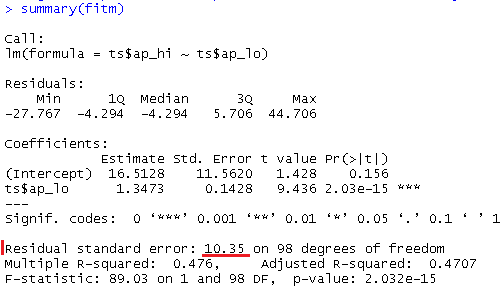 > summary(fitm)
Call:
lm(formula = ts$ap_hi ~ ts$ap_lo)
Residuals:
Min 1Q Median 3Q Max
-27.767 -4.294 -4.294 5.706 44.706
Coefficients:
Estimate Std. Error t value Pr(>|t|)
(Intercept) 16.5128 11.5620 1.428 0.156
ts$ap_lo 1.3473 0.1428 9.436 2.03e-15 ***
---
Signif. codes: 0 ‘***’ 0.001 ‘**’ 0.01 ‘*’ 0.05 ‘.’ 0.1 ‘ ’ 1
Residual standard error: 10.35 on 98 degrees of freedom
Multiple R-squared: 0.476, Adjusted R-squared: 0.4707
F-statistic: 89.03 on 1 and 98 DF, p-value: 2.032e-15